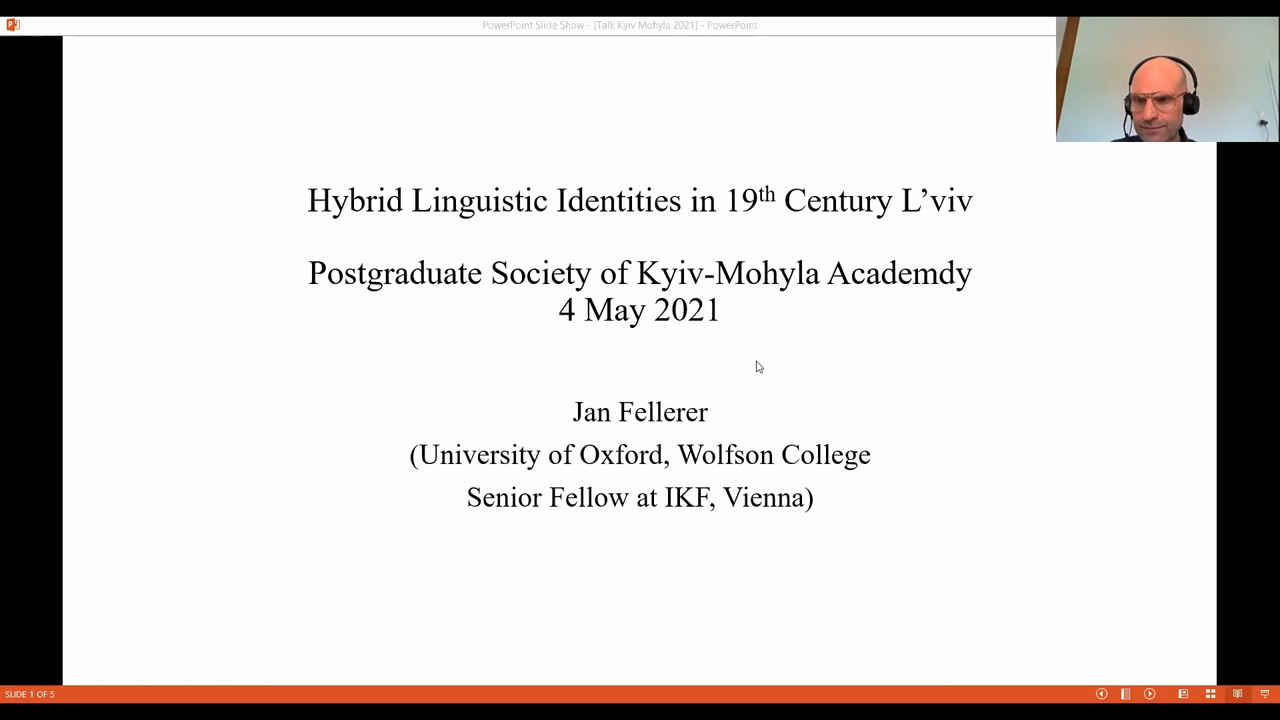 PowerPoint Slide Show - [Talk Kyiv Mohyla 2021] - PowerPoint
Hybrid Linguistic Identities in 19th Century L’viv
Postgraduate Society of Kyiv-Mohyla Academdy
4 May 2021
Jan Fellerer
(University of Oxford, Wolfson College
Senior Fellow at IKF, Vienna)
SLIDE 1 OF 5